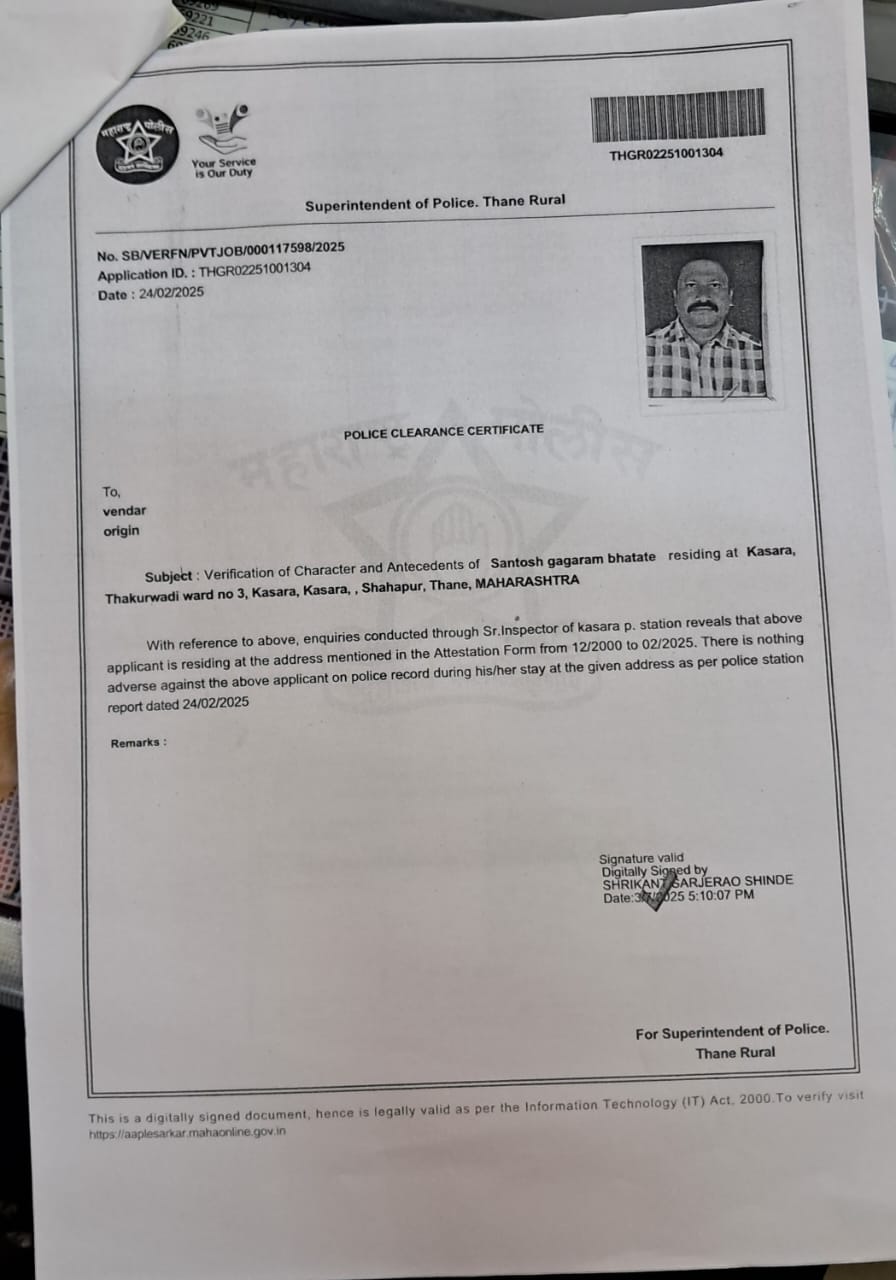 9221
9246
महाराष्ट्र पोलीस
Your Service
is Our Duty
THGR02251001304
Superintendent of Police. Thane Rural
No. SB/VERFN/PVTJOB/000117598/2025
Application ID. : THGR02251001304
Date : 24/02/2025
महाराष्ट्र पोलीस
POLICE CLEARANCE CERTIFICATE
To,
vendar
origin
Subject : Verification of Character and Antecedents of Santosh gagaram bhatate residing at Kasara,
Thakurwadi ward no 3, Kasara, Kasara, , Shahapur, Thane, MAHARASHTRA
With reference to above, enquiries conducted through Sr.Inspector of kasara p. station reveals that above
applicant is residing at the address mentioned in the Attestation Form from 12/2000 to 02/2025. There is nothing
adverse against the above applicant on police record during his/her stay at the given address as per police station
report dated 24/02/2025
Remarks :
Signature valid
Digitally Signed by
SHRIKANT SARJERAO SHINDE
Date: 5:10:07 PM
For Superintendent of Police.
Thane Rural
This is a digitally signed document, hence is legally valid as per the Information Technology (IT) Act, 2000.To verify visit
https://aaplesarkar.mahaonline.gov.in